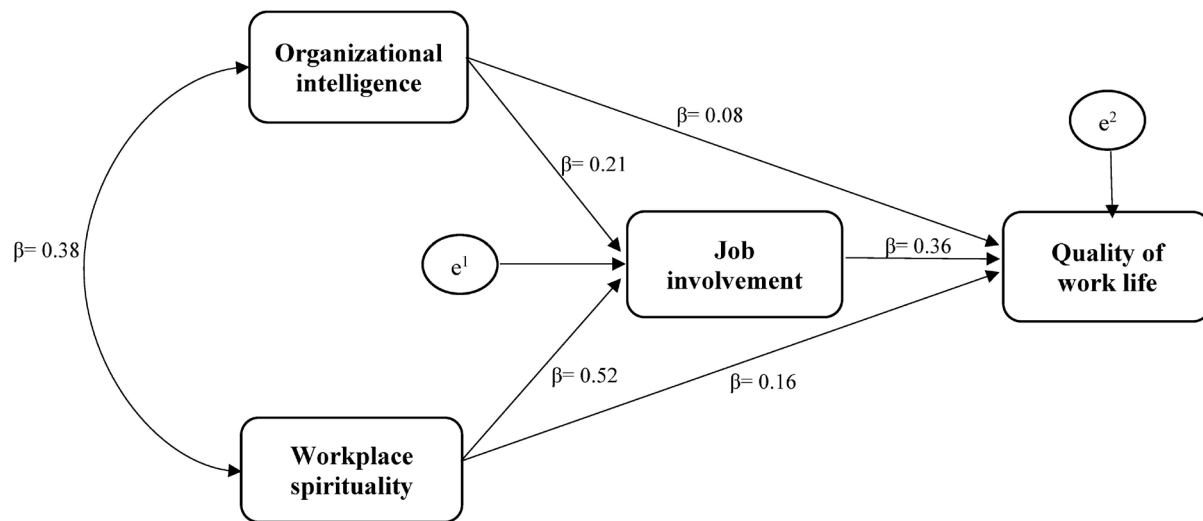 Organizational
intelligence
β= 0.08
e²
β= 0.21
β= 0.38
e¹
Job
involvement
β= 0.36
Quality of
work life
β= 0.52
β= 0.16
Workplace
spirituality